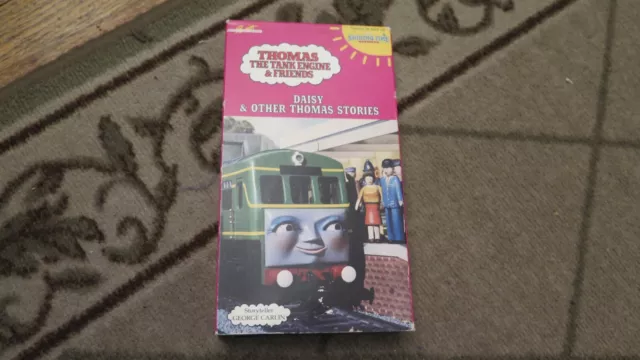 THOMAS
THE TANK ENGINE
& FRIENDS
DAISY
& OTHER THOMAS STORIES
Storyteller
GEORGE CARLIN